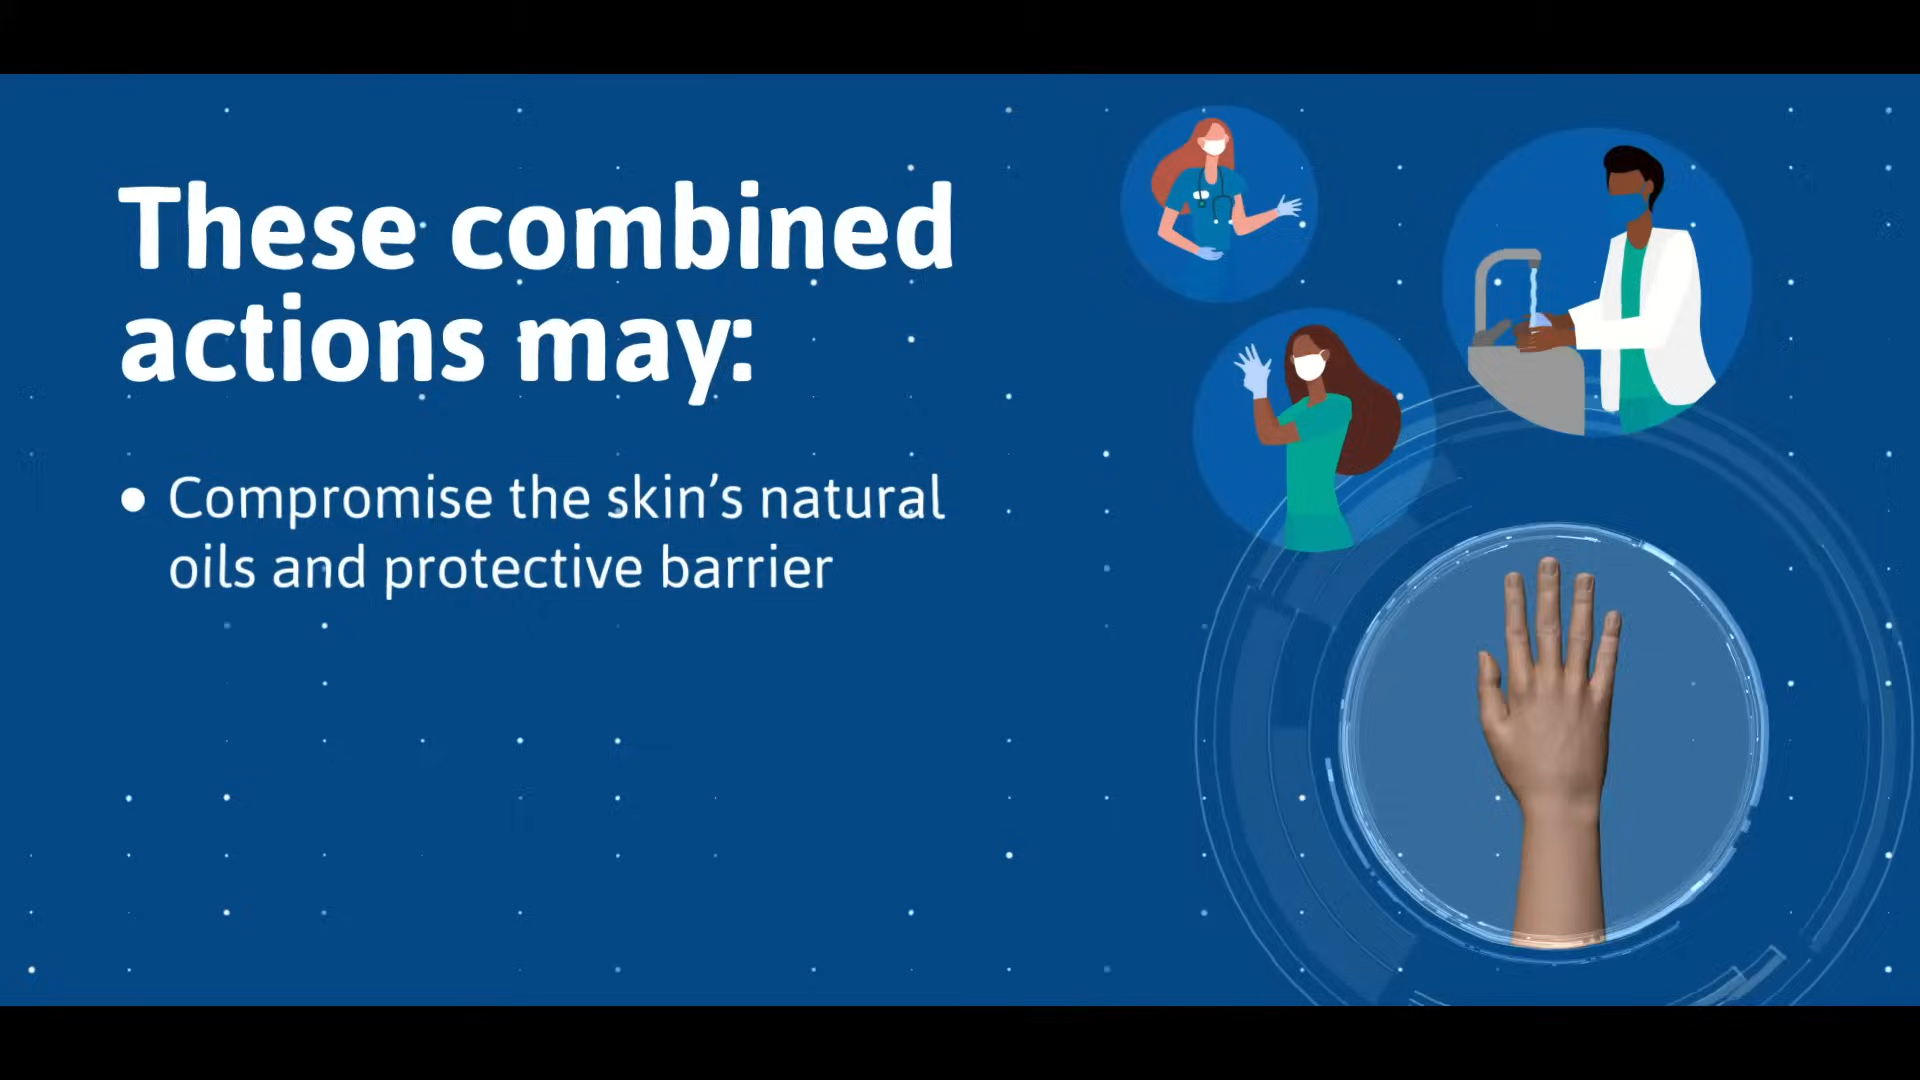 These combined
actions may:
• Compromise the skin’s natural
oils and protective barrier